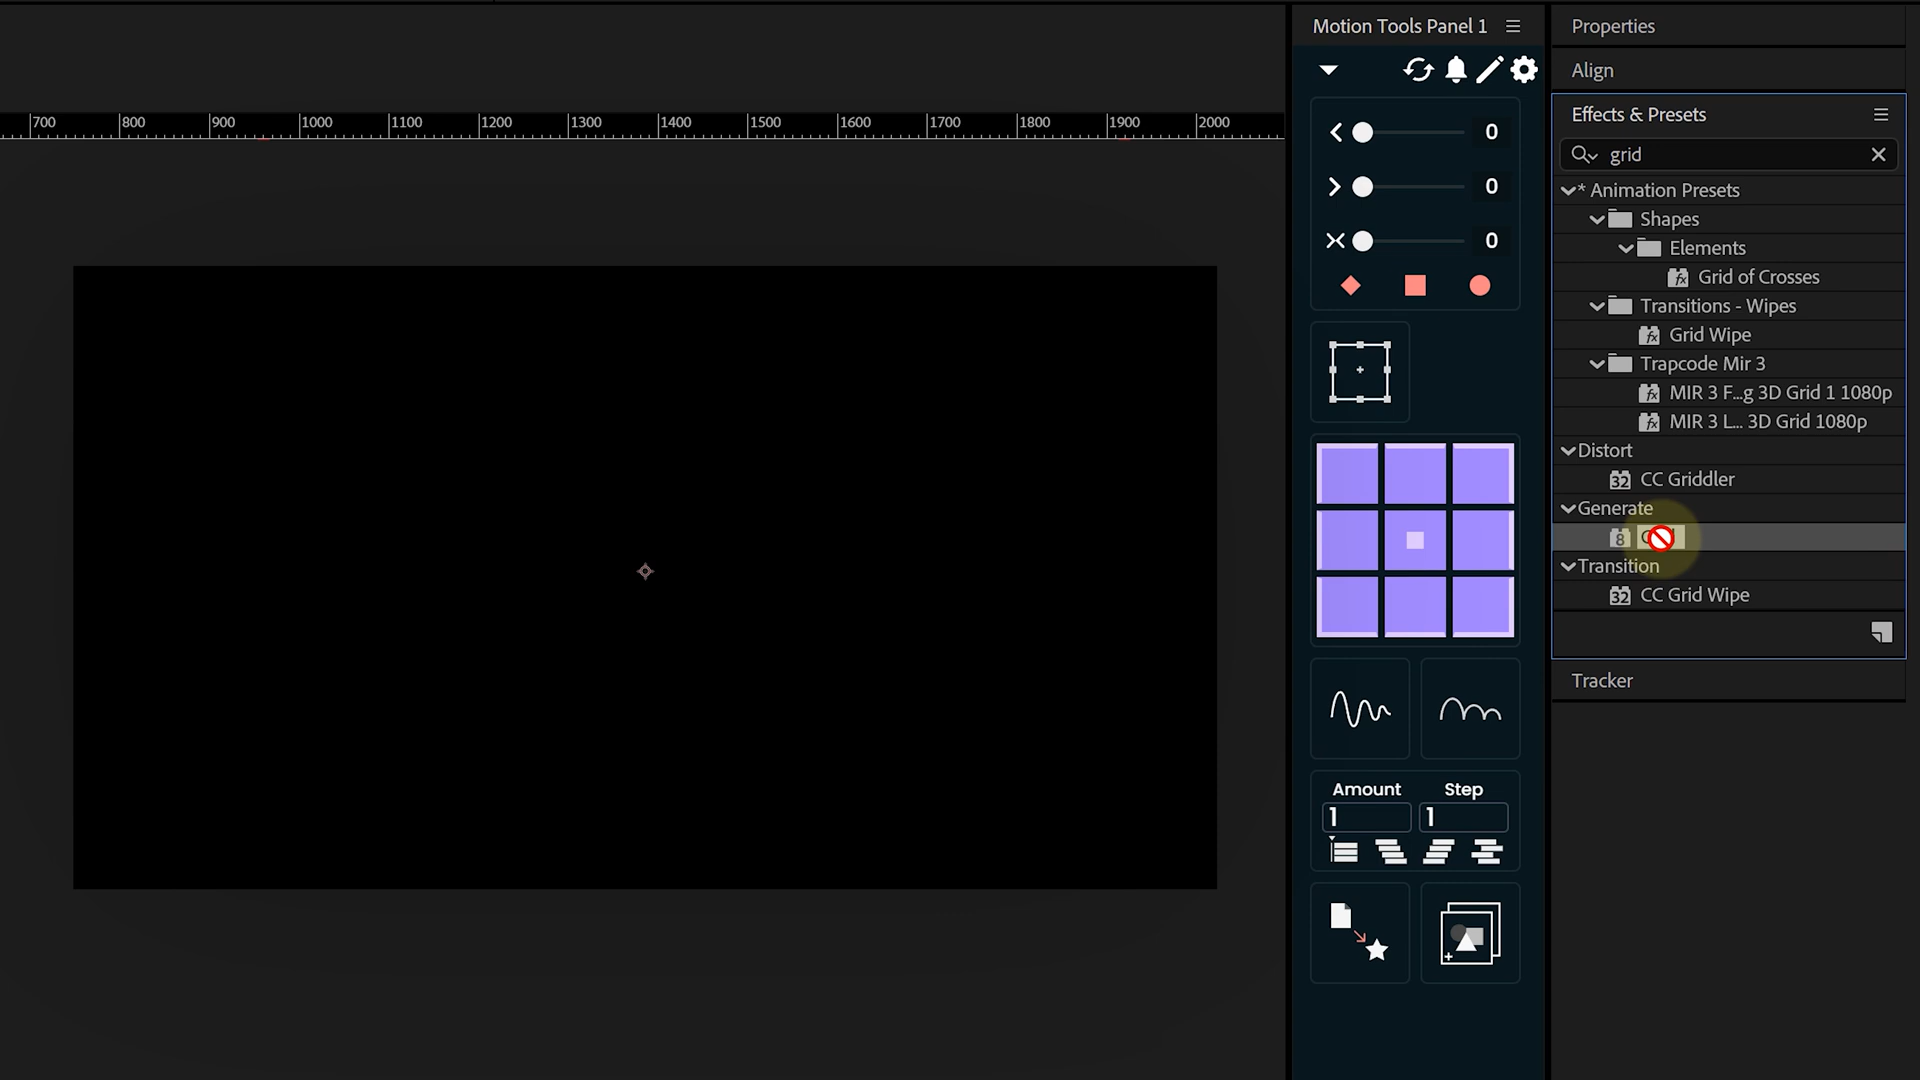 Motion Tools Panel 1
Properties
Align
Effects & Presets
grid
700 800 900 1000 1100 1200 1300 1400 1500 1600 1700 1800 1900 2000
0
0
0
* Animation Presets
Shapes
Elements
Grid of Crosses
Transitions - Wipes
Grid Wipe
Trapcode Mir 3
MIR 3 F...g 3D Grid 1 1080p
MIR 3 L... 3D Grid 1080p
Distort
32 CC Griddler
Generate
8
Transition
32 CC Grid Wipe
Tracker
Amount Step
1 1